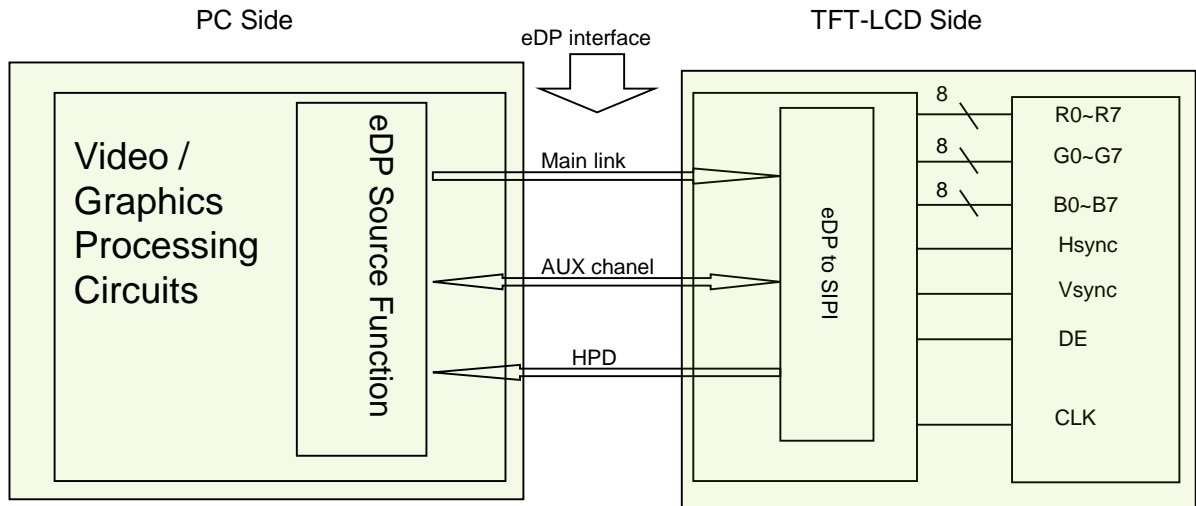 PC Side
TFT-LCD Side
eDP interface
Video /
Graphics
Processing
Circuits
eDP Source Function
Main link
AUX chanel
HPD
eDP to SIPI
8
8
8
R0~R7
G0~G7
B0~B7
Hsync
Vsync
DE
CLK